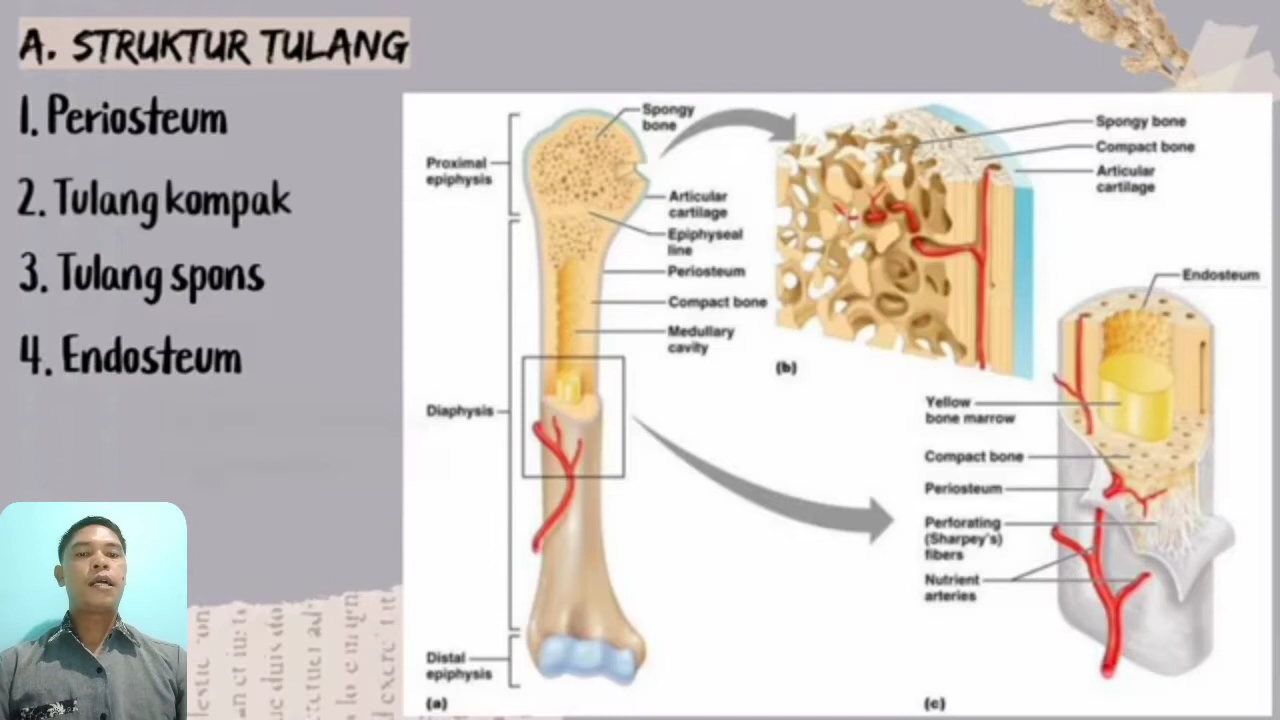 A. STRUKTUR TULANG
1. Periosteum
2. Tulang kompak
3. Tulang spons
4. Endosteum
Proximal
epiphysis
Diaphysis
Distal
epiphysis
(a)
Spongy
bone
Articular
cartilage
Epiphyseal
line
Periosteum
Compact bone
Medullary
cavity
Spongy bone
Compact bone
Articular
cartilage
(b)
Endosteum
Yellow
bone marrow
Compact bone
Periosteum
Perforating
(Sharpey's)
fibers
Nutrient
arteries
(c)